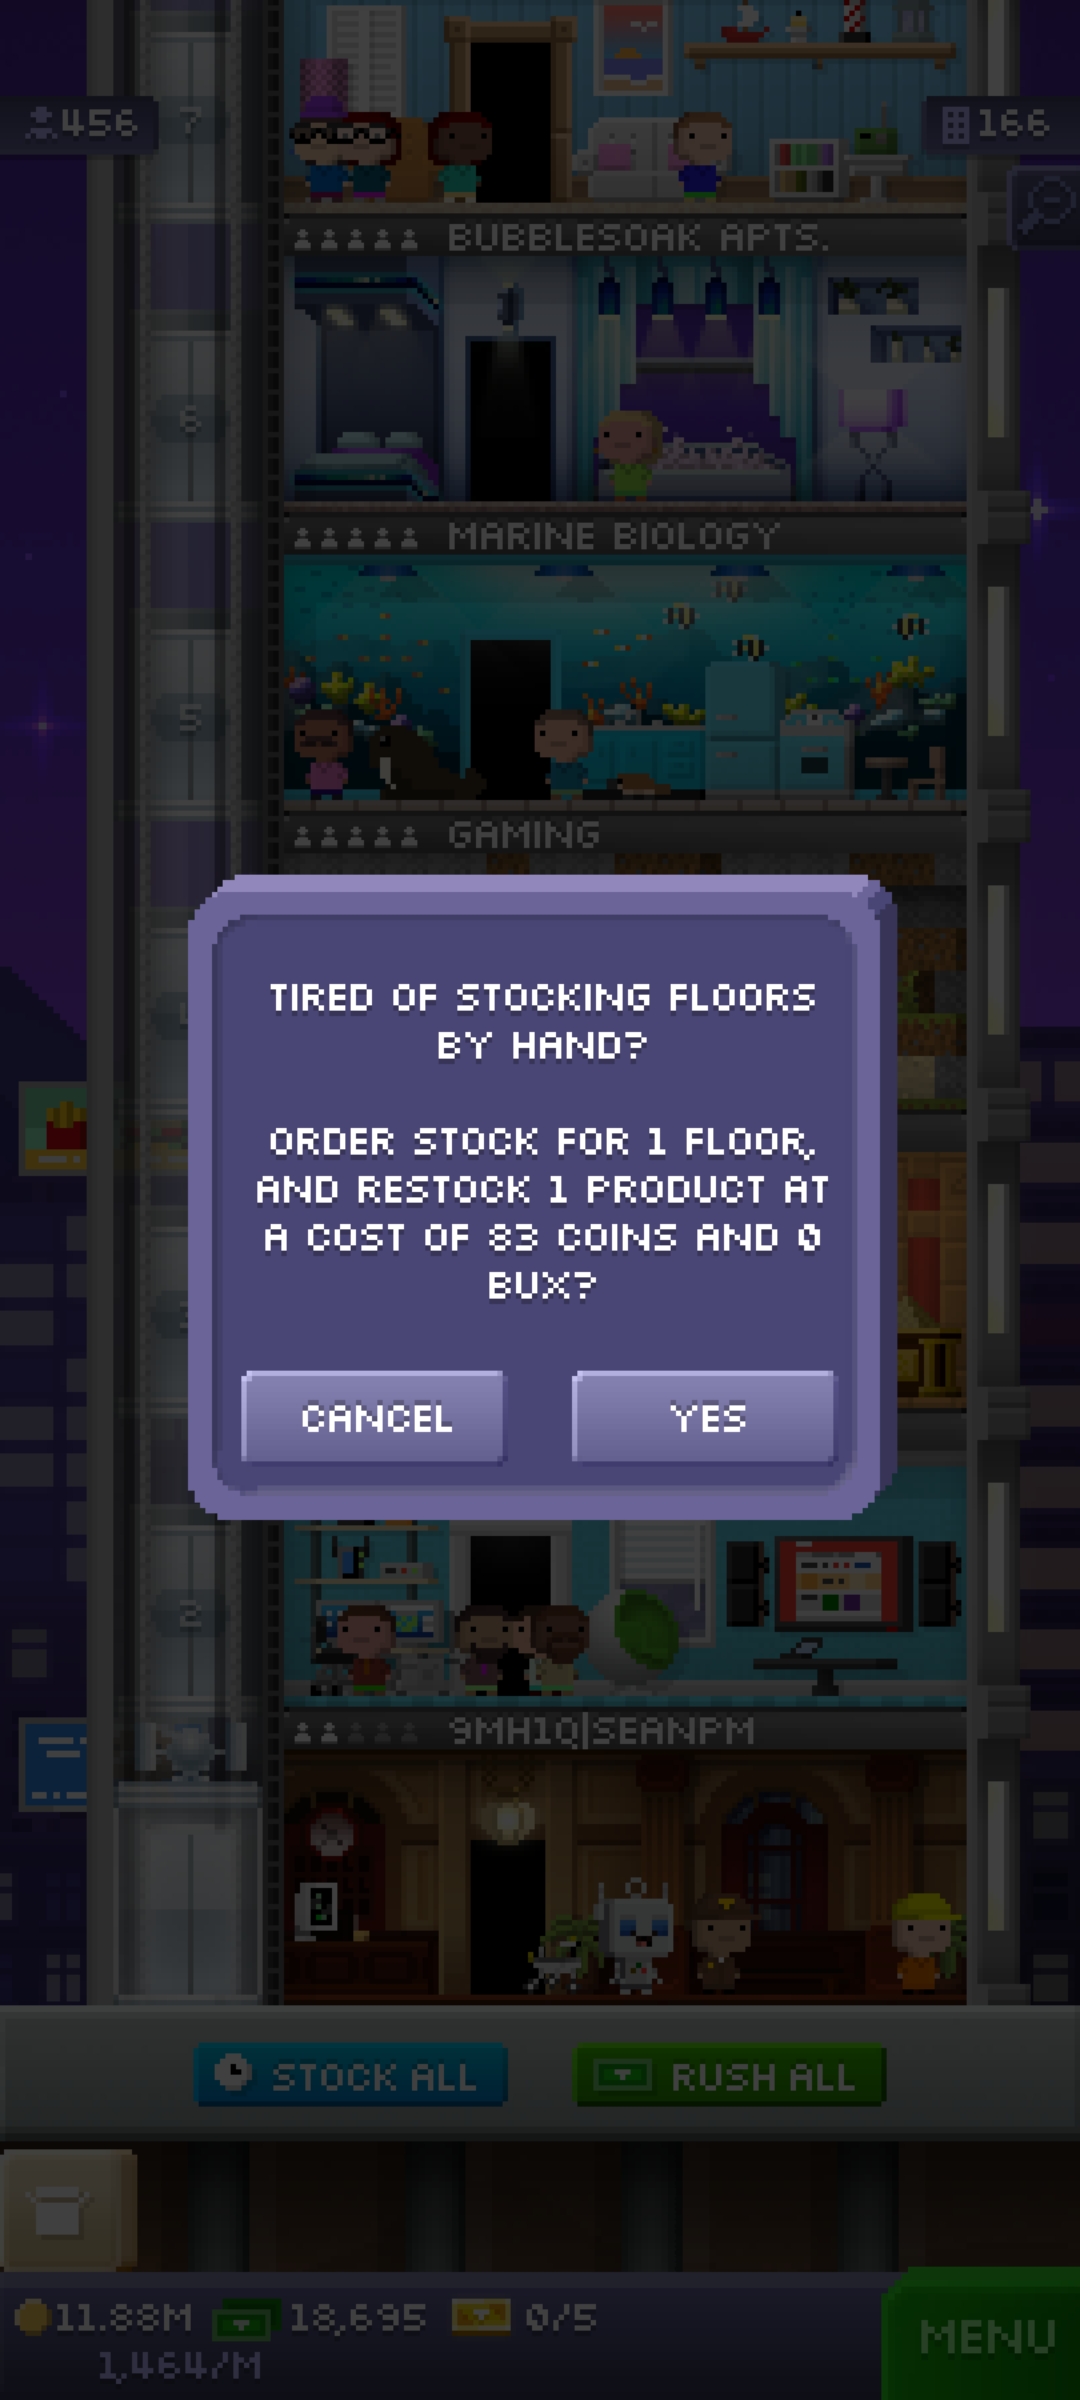 456
7
166
BUBBLESOAK APTS.
6
MARINE BIOLOGY
5
GAMING
TIRED OF STOCKING FLOORS
BY HAND?
ORDER STOCK FOR 1 FLOOR,
AND RESTOCK 1 PRODUCT AT
A COST OF 83 COINS AND 0
BUX?
CANCEL
YES
2
9MH1Q|SEANPM
STOCK ALL
RUSH ALL
11.88M
18,695
0/5
1,464/M
MENU